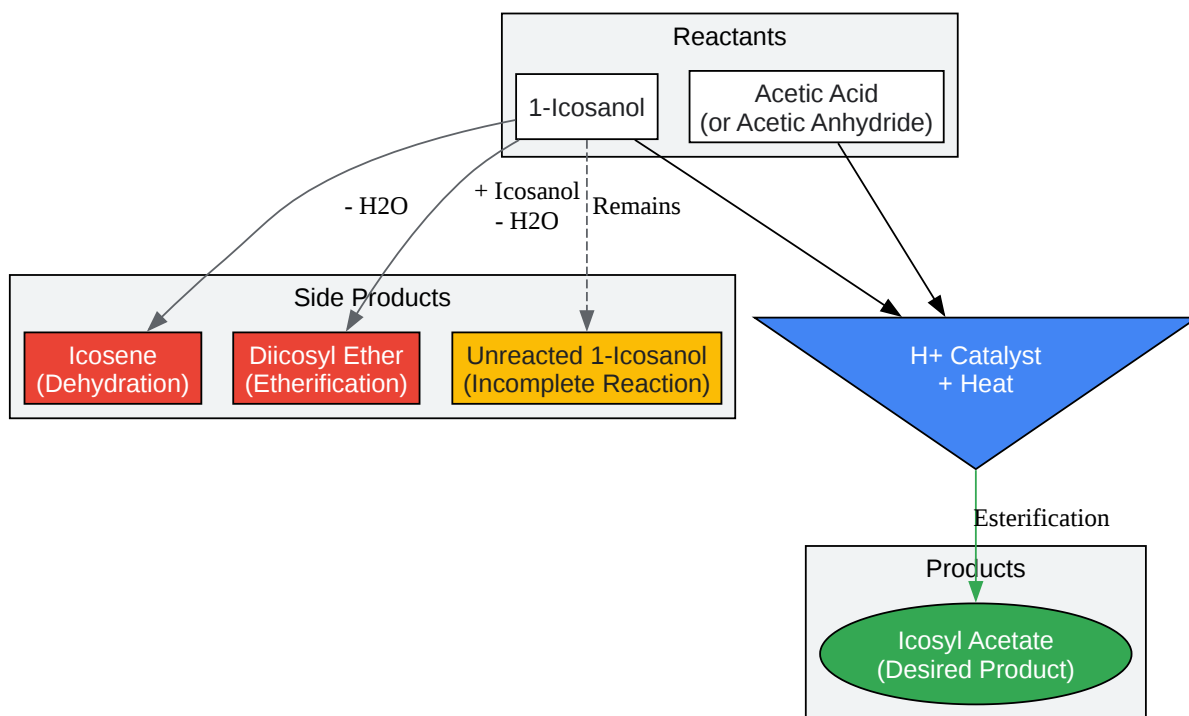 Reactants
1-Icosanol
Acetic Acid
(or Acetic Anhydride)
- H2O
+ Icosanol
- H2O
Remains
Side Products
Icosene
(Dehydration)
Diicosyl Ether
(Etherification)
Unreacted 1-Icosanol
(Incomplete Reaction)
H+ Catalyst
+ Heat
Esterification
Products
Icosyl Acetate
(Desired Product)